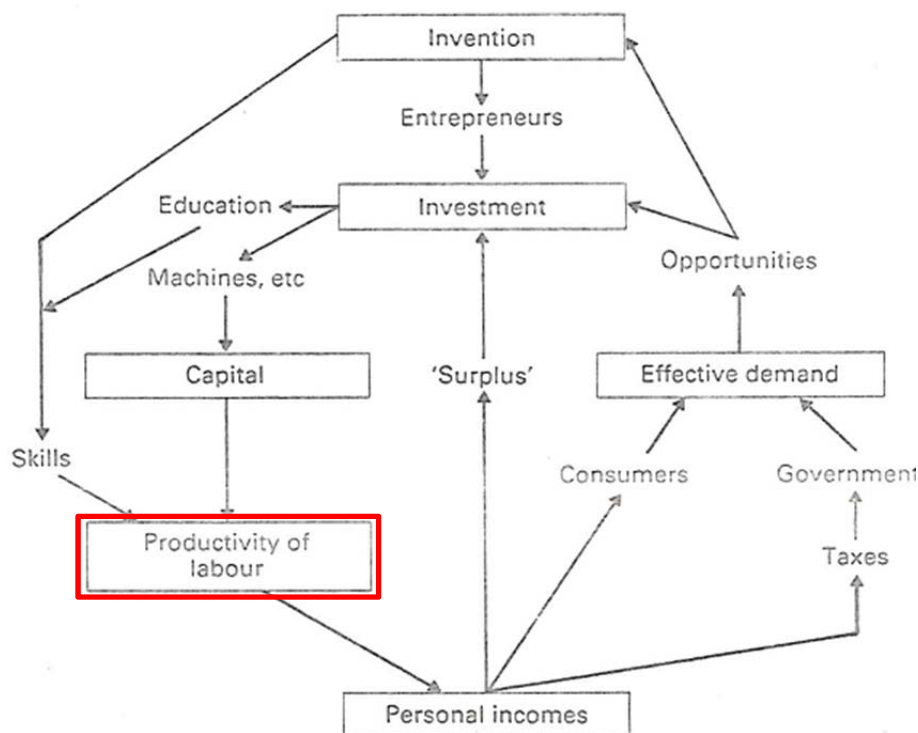 Invention
Entrepreneurs
Education
Investment
Machines, etc
Opportunities
Capital
'Surplus'
Effective demand
Skills
Consumers
Government
Productivity of
labour
Taxes
Personal incomes